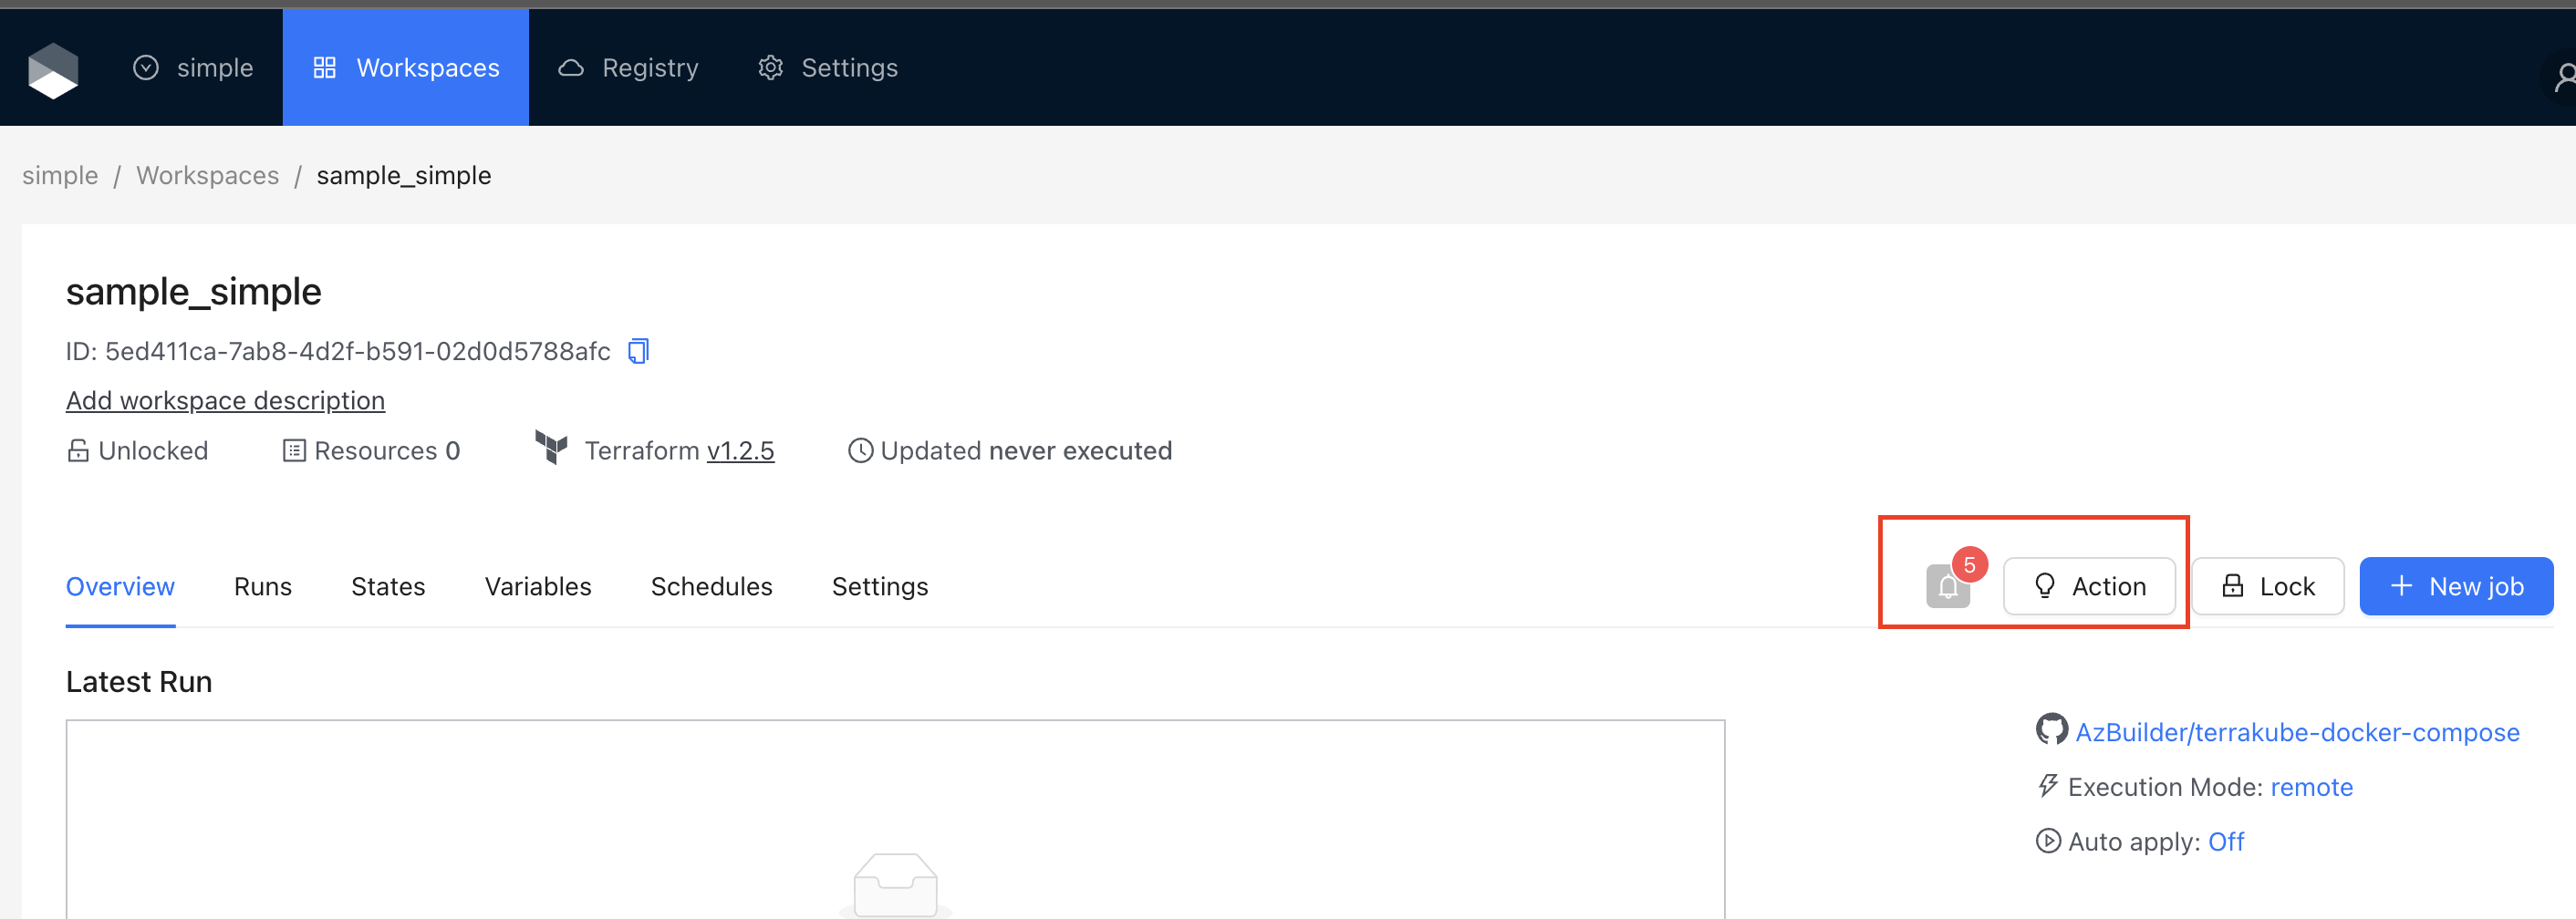 simple Workspaces Registry Settings
simple / Workspaces / sample_simple
sample_simple
ID: 5ed411ca-7ab8-4d2f-b591-02d0d5788afc
Add workspace description
Unlocked Resources 0 Terraform v1.2.5 Updated never executed
Overview Runs States Variables Schedules Settings 5 Action Lock + New job
Latest Run
AzBuilder/terrakube-docker-compose
Execution Mode: remote
Auto apply: Off